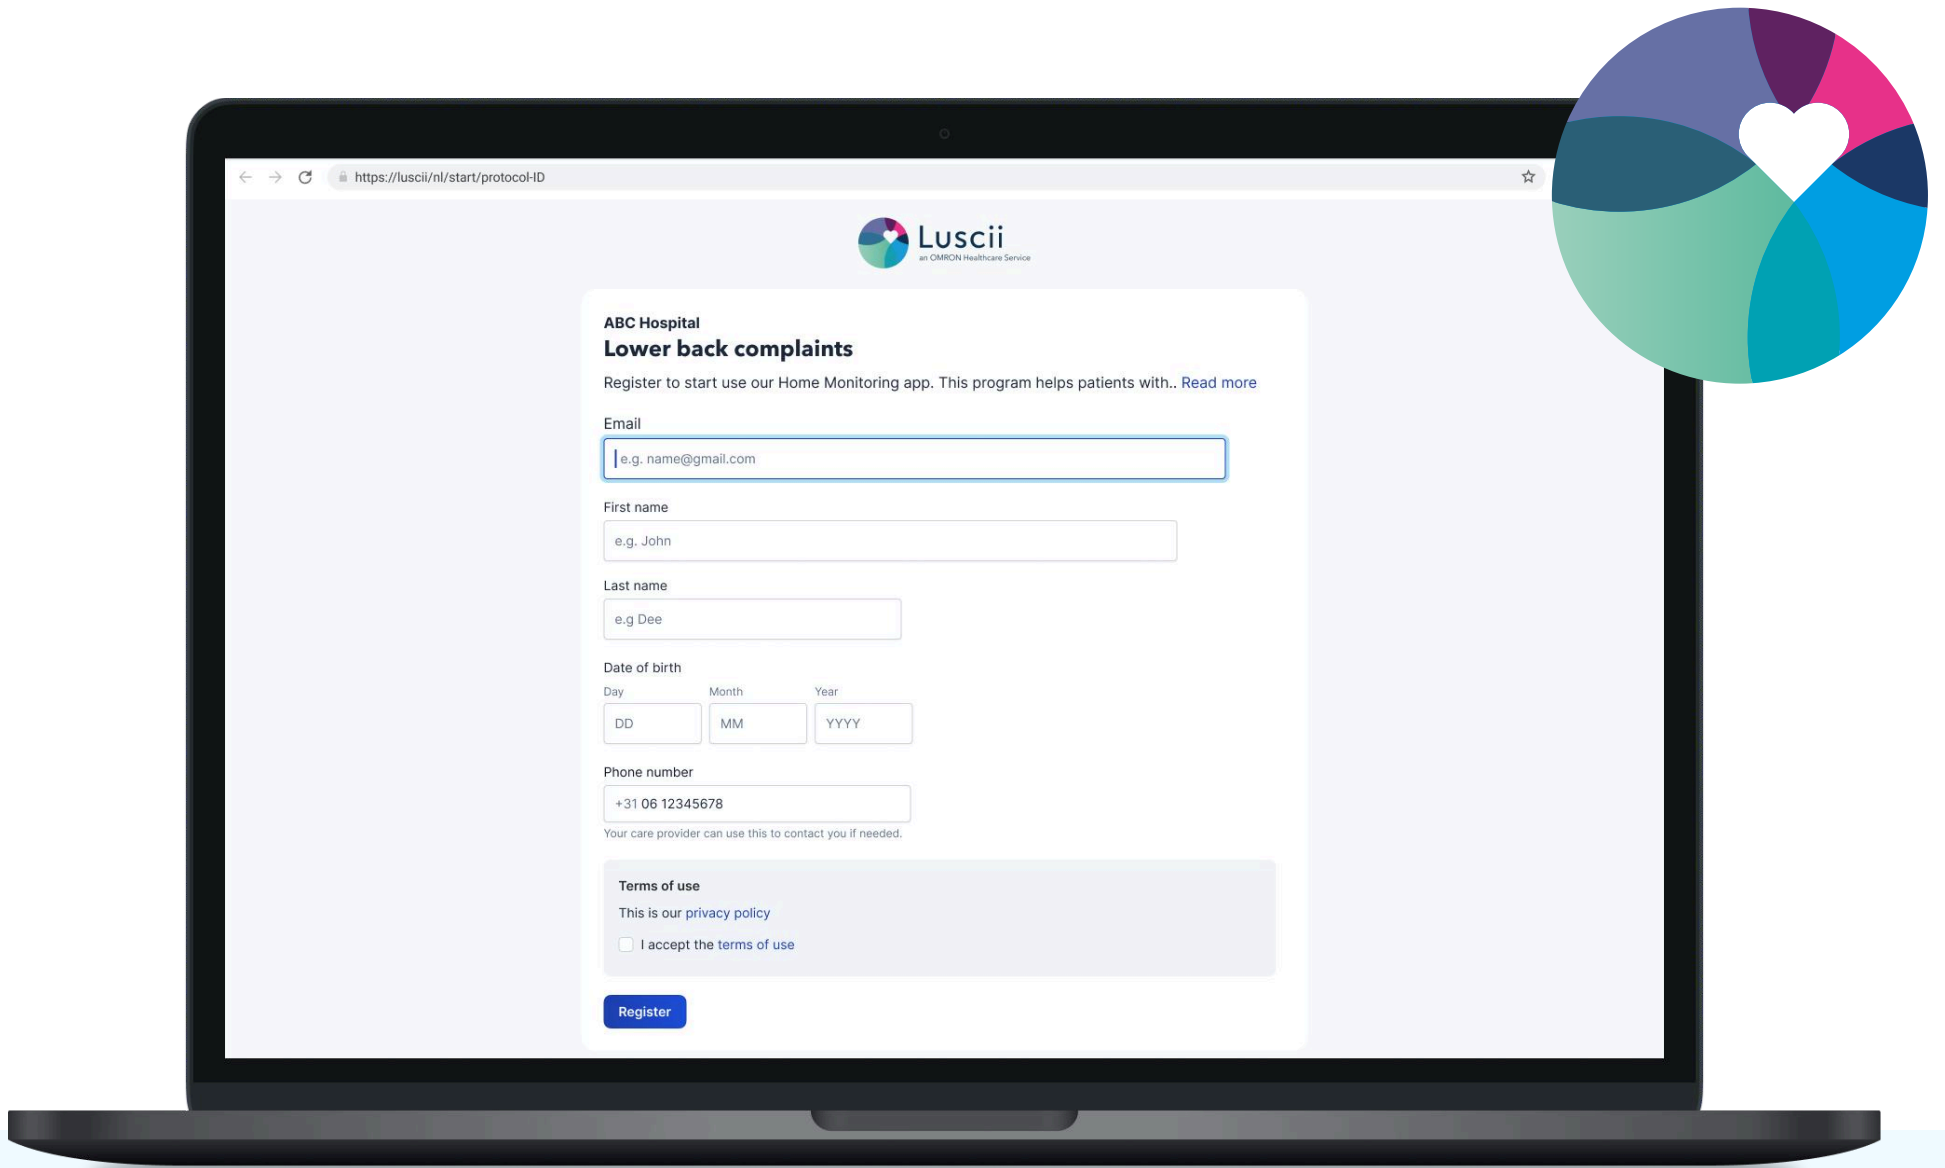 https://luscii/nl/start/protocol-ID
Luscii
an OMRON Healthcare Service
ABC Hospital
Lower back complaints
Register to start use our Home Monitoring app. This program helps patients with.. Read more
Email
e.g. name@gmail.com
First name
e.g. John
Last name
e.g Dee
Date of birth
Day Month Year
DD MM YYYY
Phone number
+31 06 12345678
Your care provider can use this to contact you if needed.
Terms of use
This is our privacy policy
I accept the terms of use
Register